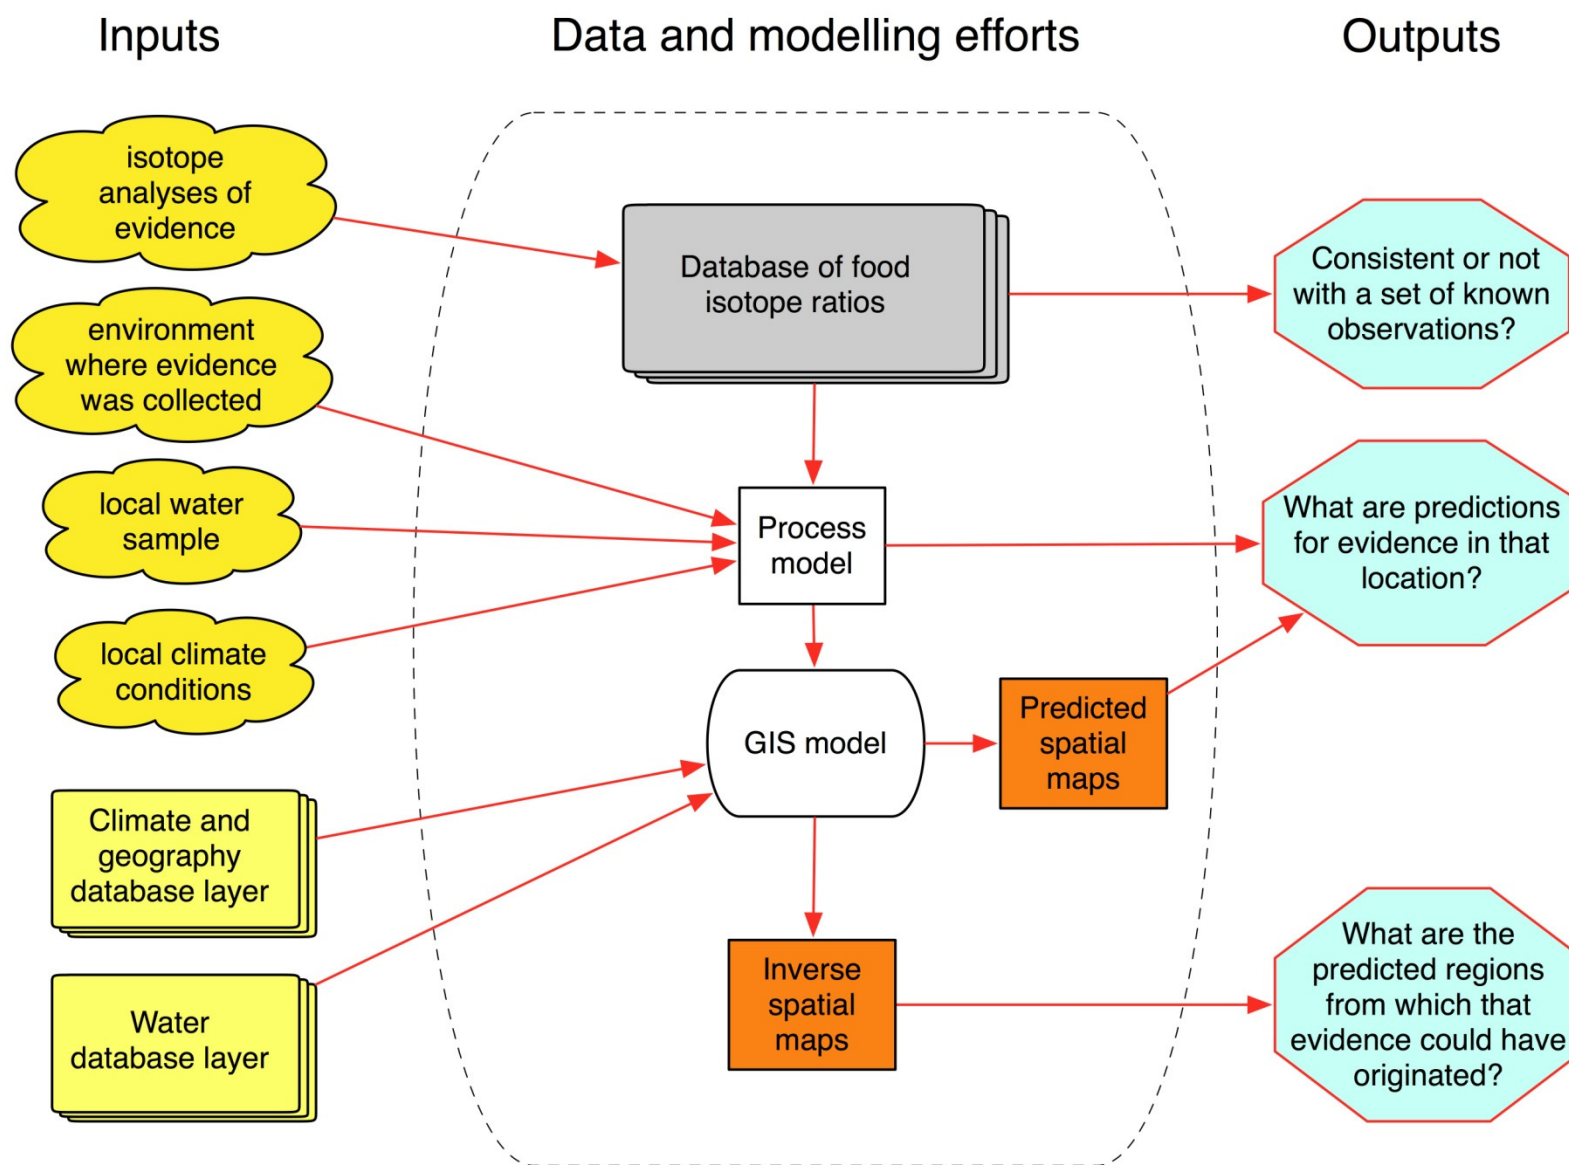 Inputs
Data and modelling efforts
Outputs
isotope
analyses of
evidence
environment
where evidence
was collected
local water
sample
local climate
conditions
Climate and
geography
database layer
Water
database layer
Database of food
isotope ratios
Process
model
GIS model
Predicted
spatial
maps
Inverse
spatial
maps
Consistent or not
with a set of known
observations?
What are predictions
for evidence in that
location?
What are the
predicted regions
from which that
evidence could have
originated?